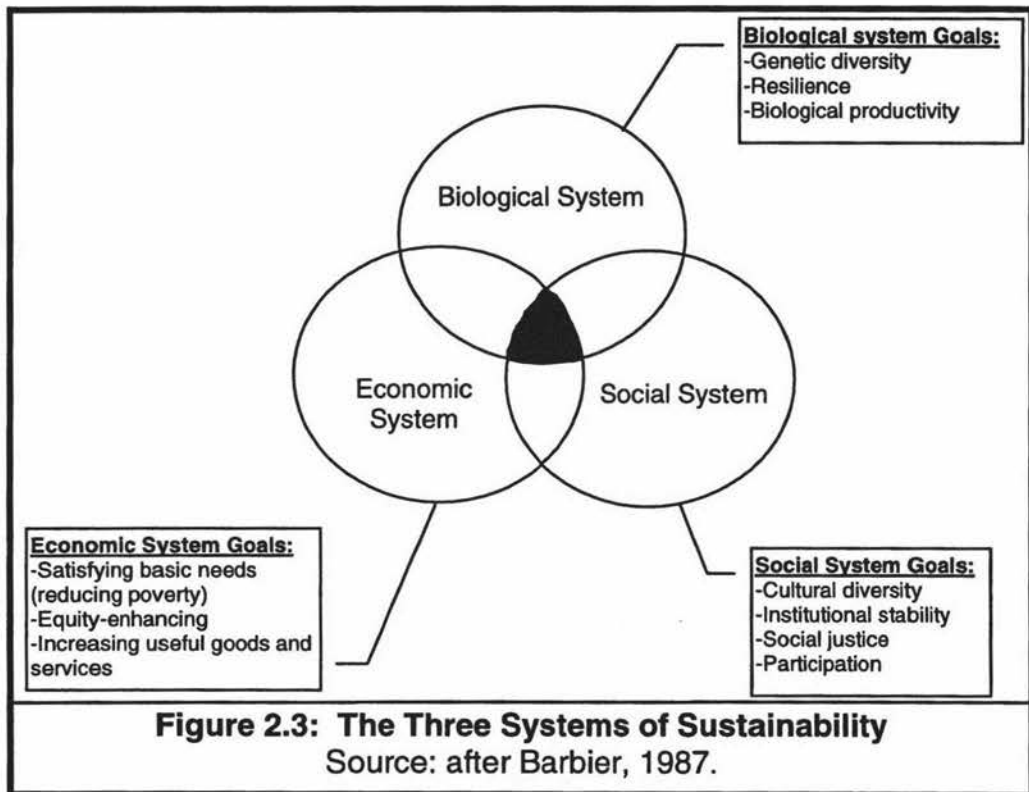 Biological system Goals:
-Genetic diversity
-Resilience
-Biological productivity
Biological System
Economic
System
Social System
Economic System Goals:
-Satisfying basic needs
(reducing poverty)
-Equity-enhancing
-Increasing useful goods and
services
Social System Goals:
-Cultural diversity
-Institutional stability
-Social justice
-Participation
Figure 2.3: The Three Systems of Sustainability
Source: after Barbier, 1987.